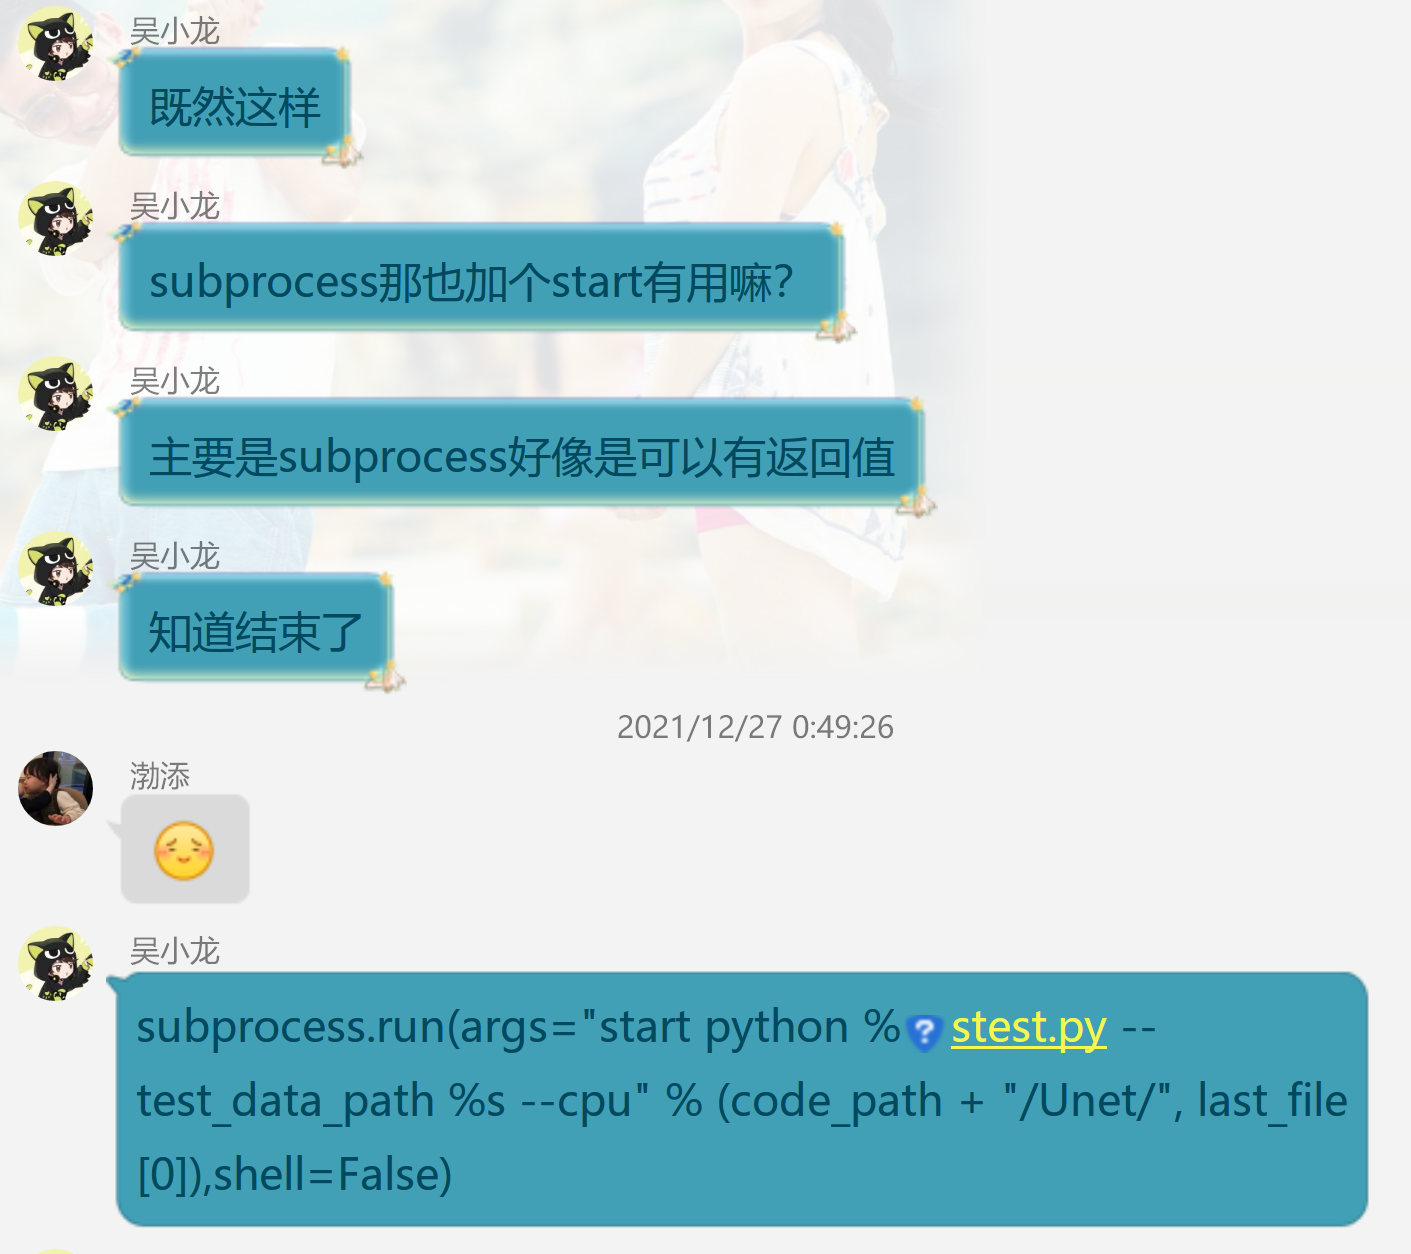 吴小龙
既然这样
吴小龙
subprocess那也加个start有用嘛?
吴小龙
主要是subprocess好像是可以有返回值
吴小龙
知道结束了
2021/12/27 0:49:26
渤添
吴小龙
subprocess.run(args="start python %stest.py --
test_data_path %s --cpu" % (code_path + "/Unet/", last_file
[0]),shell=False)